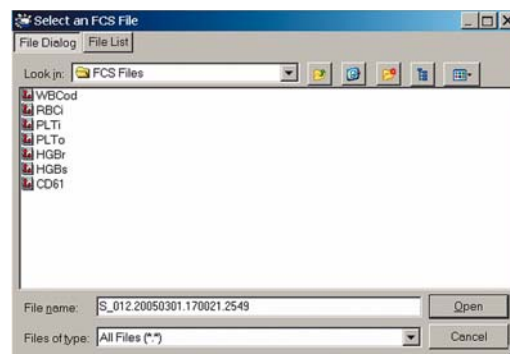 Select an FCS File
File Dialog File List
Look in: FCS Files
WBCod
RBCi
PLTi
PLTo
HGBr
HGBs
CD61
File name: S_012.20050301.170021.2549 Open
Files of type: All Files (*.*) Cancel